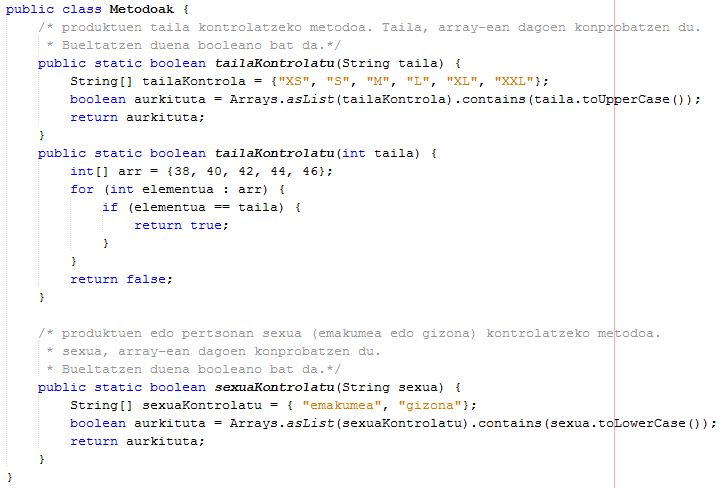 public class Metodoak {
    /* produktuen taila kontrolatzeko metodoa. Taila, array-ean dagoen konprobatzen du.
     * Bueltatzen duena booleano bat da.*/
    public static boolean tailaKontrolatu(String taila) {
        String[] tailaKontrola = {"XS", "S", "M", "L", "XL", "XXL"};
        boolean aurkituta = Arrays.asList(tailaKontrola).contains(taila.toUpperCase());
        return aurkituta;
    }
    public static boolean tailaKontrolatu(int taila) {
        int[] arr = {38, 40, 42, 44, 46};
        for (int elementua : arr) {
            if (elementua == taila) {
                return true;
            }
        }
        return false;
    }
    /* produktuen edo pertsonan sexua (emakumea edo gizona) kontrolatzeko metodoa.
     * sexua, array-ean dagoen konprobatzen du.
     * Bueltatzen duena booleano bat da.*/
    public static boolean sexuaKontrolatu(String sexua) {
        String[] sexuaKontrolatu = { "emakumea", "gizona"};
        boolean aurkituta = Arrays.asList(sexuaKontrolatu).contains(sexua.toLowerCase());
        return aurkituta;
    }
}